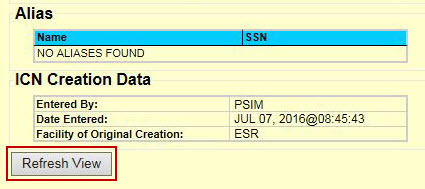 Alias
Name SSN
NO ALIASES FOUND
ICN Creation Data
Entered By: PSIM
Date Entered: JUL 07, 2016@08:45:43
Facility of Original Creation: ESR
Refresh View